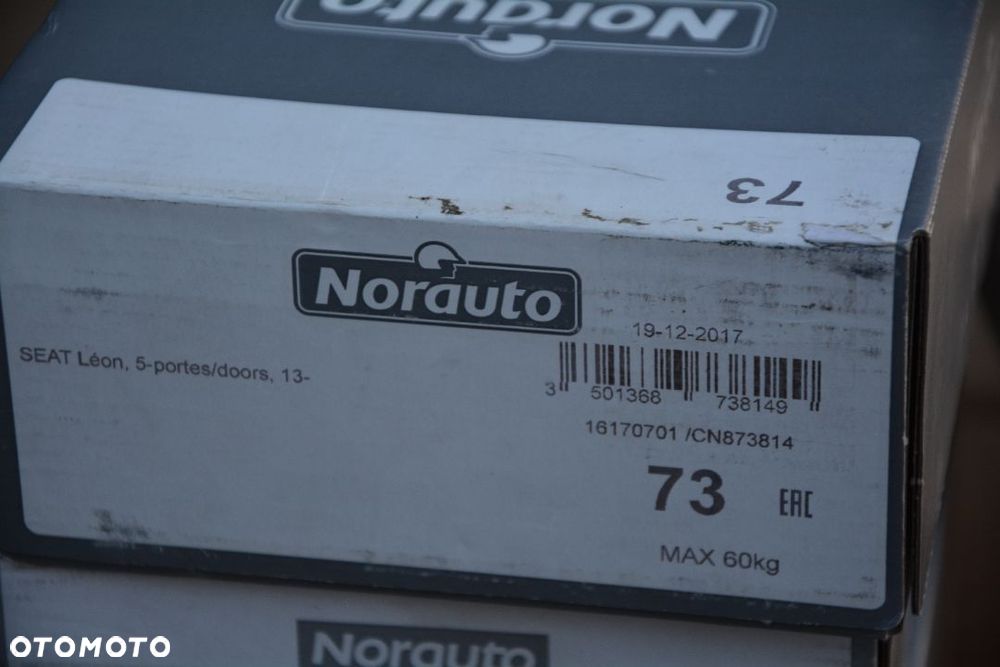 Norauto
73
Norauto
19-12-2017
SEAT Léon, 5-portes/doors, 13-
3 501368 738149
16170701 /CN873814
73 EAC
MAX 60kg
Norauto
OTOMOTO